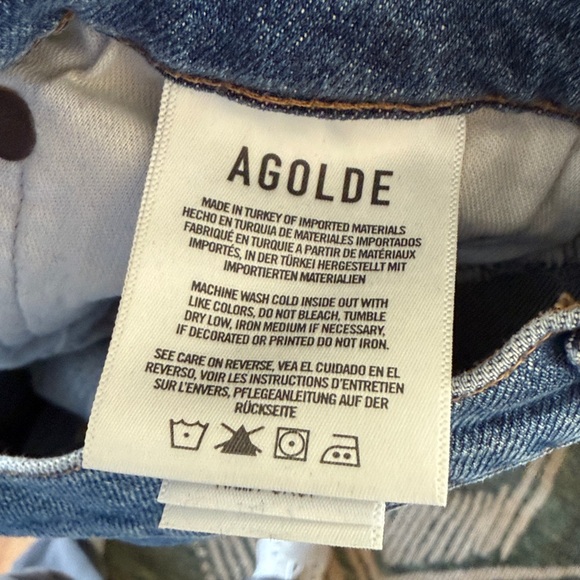 AGOLDE
MADE IN TURKEY OF IMPORTED MATERIALS
HECHO EN TURQUIA DE MATERIALES IMPORTADOS
FABRIQUÉ EN TURQUIE A PARTIR DE MATÉRIAUX
IMPORTÉS, IN DER TÜRKEI HERGESTELLT MIT
IMPORTIERTEN MATERIALIEN
MACHINE WASH COLD INSIDE OUT WITH
LIKE COLORS, DO NOT BLEACH, TUMBLE
DRY LOW, IRON MEDIUM IF NECESSARY,
IF DECORATED OR PRINTED DO NOT IRON.
SEE CARE ON REVERSE, VEA EL CUIDADO EN EL
REVERSO, VOIR LES INSTRUCTIONS D'ENTRETIEN
SUR L'ENVERS, PFLEGEANLEITUNG AUF DER
RÜCKSEITE